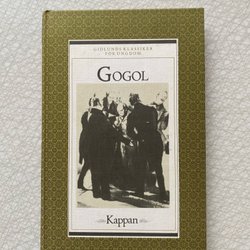 GIDLUNDS KLASSIKER
FÖR UNGDOM
GOGOL
Kappan